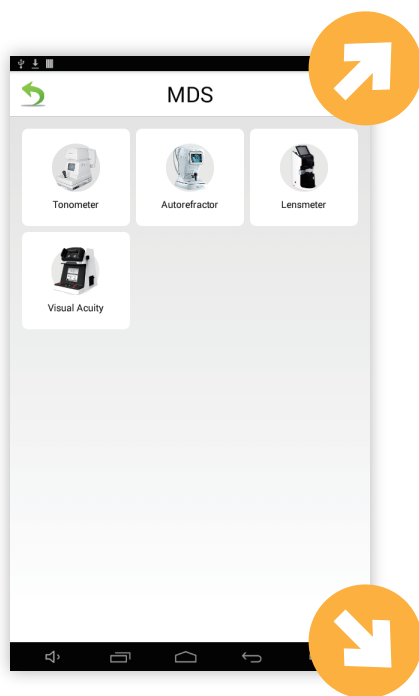 MDS
Tonometer
Autorefractor
Lensmeter
Visual Acuity